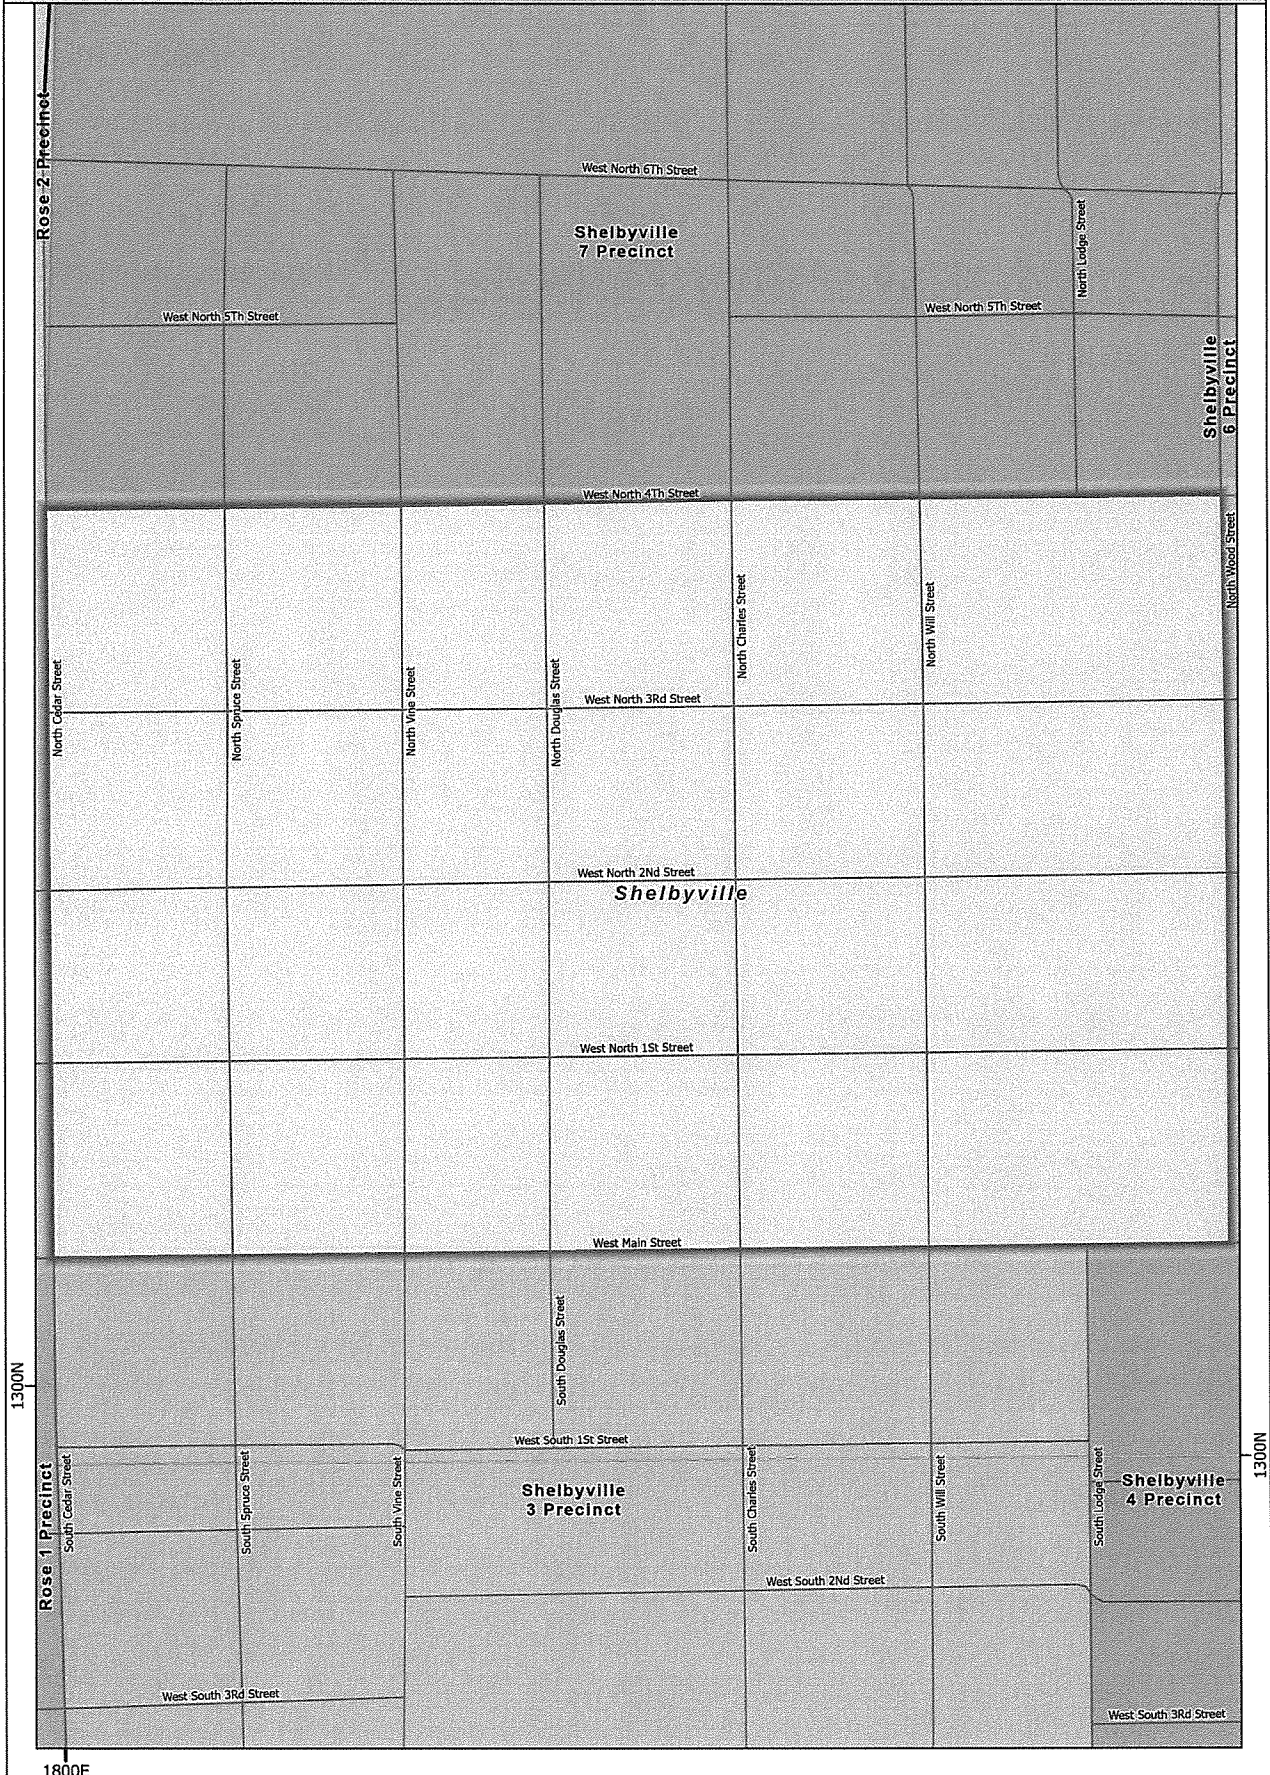 West North 6Th Street
Rose 2 Precinct
Shelbyville
7 Precinct
North Lodge Street
West North 5Th Street
West North 5Th Street
Shelbyville
6 Precinct
West North 4Th Street
North Wood Street
North Charles Street
North Will Street
North Cedar Street
North Spruce Street
North Vine Street
North Douglas Street
West North 3Rd Street
West North 2Nd Street
Shelbyville
West North 1St Street
West Main Street
South Douglas Street
1300N
West South 1St Street
1300N
Rose 1 Precinct
South Cedar Street
South Spruce Street
South Vine Street
Shelbyville
3 Precinct
South Charles Street
South Will Street
South Lodge Street
Shelbyville
4 Precinct
West South 2Nd Street
West South 3Rd Street
West South 3Rd Street
1800E